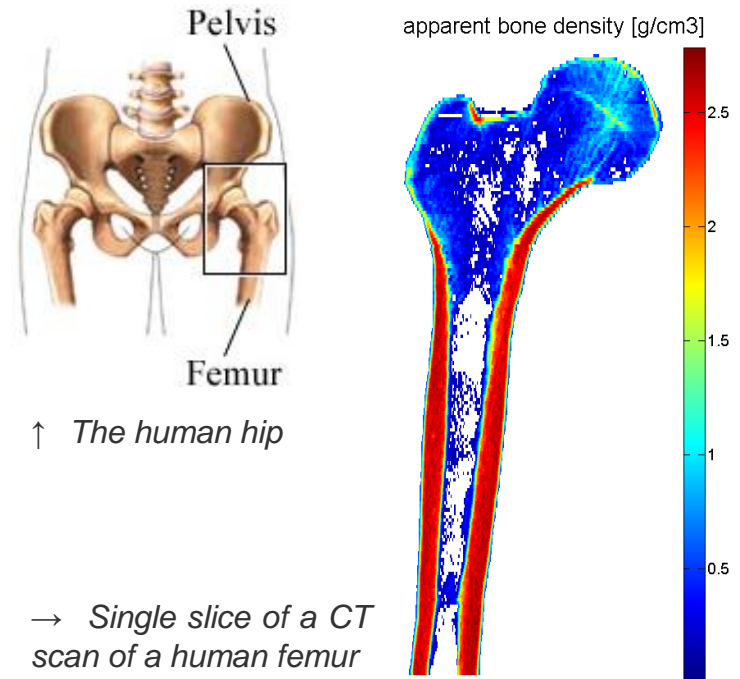 Pelvis
Femur
↑ The human hip
→ Single slice of a CT
scan of a human femur
apparent bone density [g/cm3]
2.5
2
1.5
1
0.5